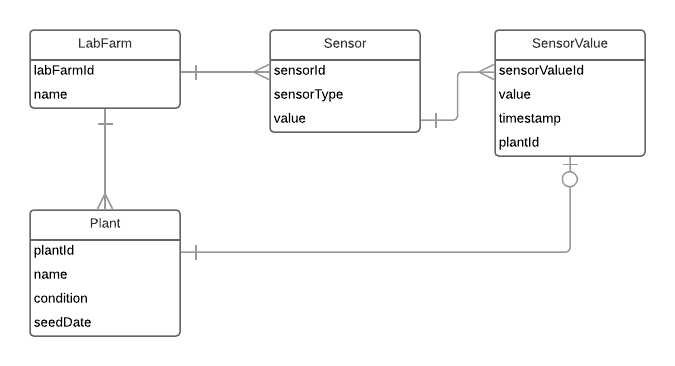 LabFarm
labFarmId
name
Sensor
sensorId
sensorType
value
SensorValue
sensorValueId
value
timestamp
plantId
Plant
plantId
name
condition
seedDate